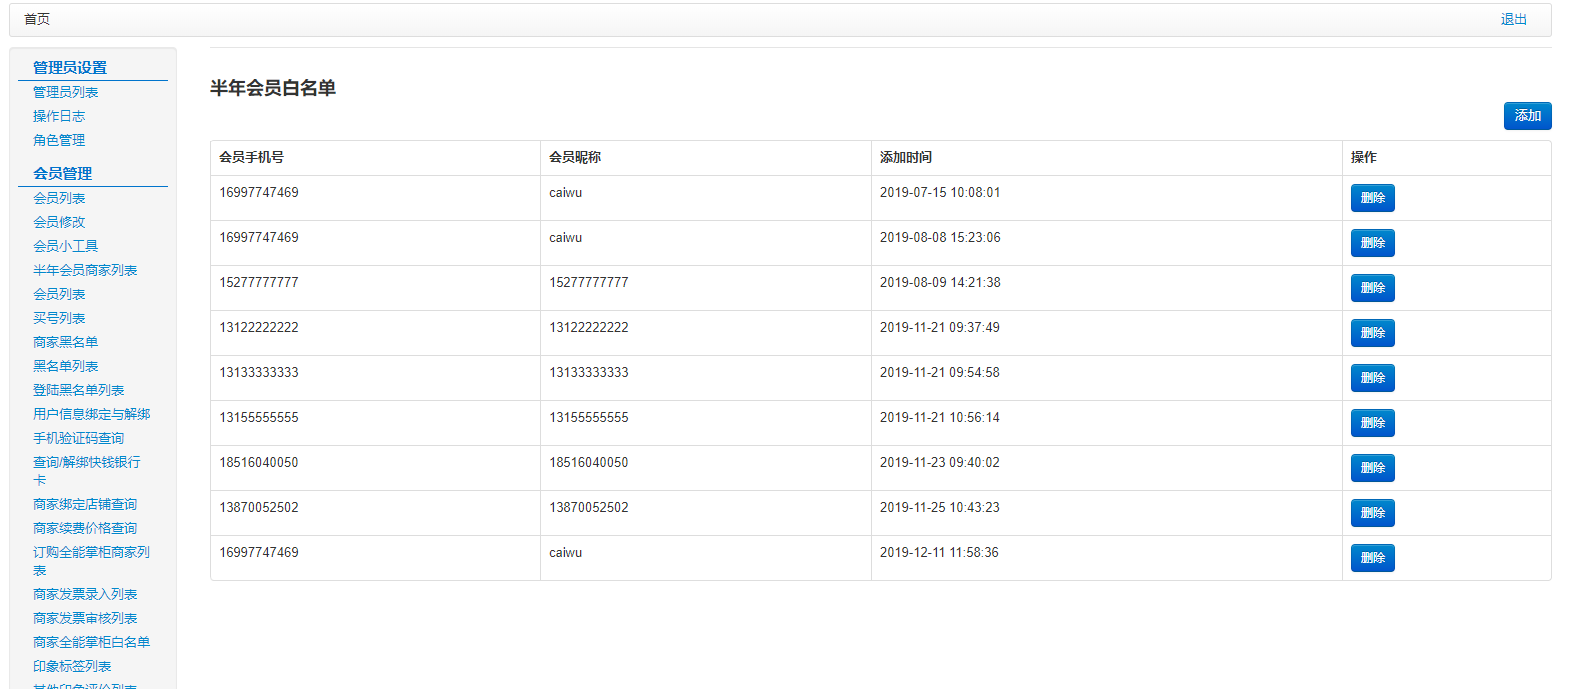 首页
退出
管理员设置
管理员列表
操作日志
角色管理
会员管理
会员列表
会员修改
会员小工具
半年会员商家列表
会员列表
买号列表
商家黑名单
黑名单列表
登陆黑名单列表
用户信息绑定与解绑
手机验证码查询
查询/解绑快钱银行
卡
商家绑定店铺查询
商家续费价格查询
订购全能掌柜商家列
表
商家发票录入列表
商家发票审核列表
商家全能掌柜白名单
印象标签列表
其他印象评价列表
半年会员白名单
添加
会员手机号 会员昵称 添加时间 操作
16997747469 caiwu 2019-07-15 10:08:01 删除
16997747469 caiwu 2019-08-08 15:23:06 删除
15277777777 15277777777 2019-08-09 14:21:38 删除
13122222222 13122222222 2019-11-21 09:37:49 删除
13133333333 13133333333 2019-11-21 09:54:58 删除
13155555555 13155555555 2019-11-21 10:56:14 删除
18516040050 18516040050 2019-11-23 09:40:02 删除
13870052502 13870052502 2019-11-25 10:43:23 删除
16997747469 caiwu 2019-12-11 11:58:36 删除